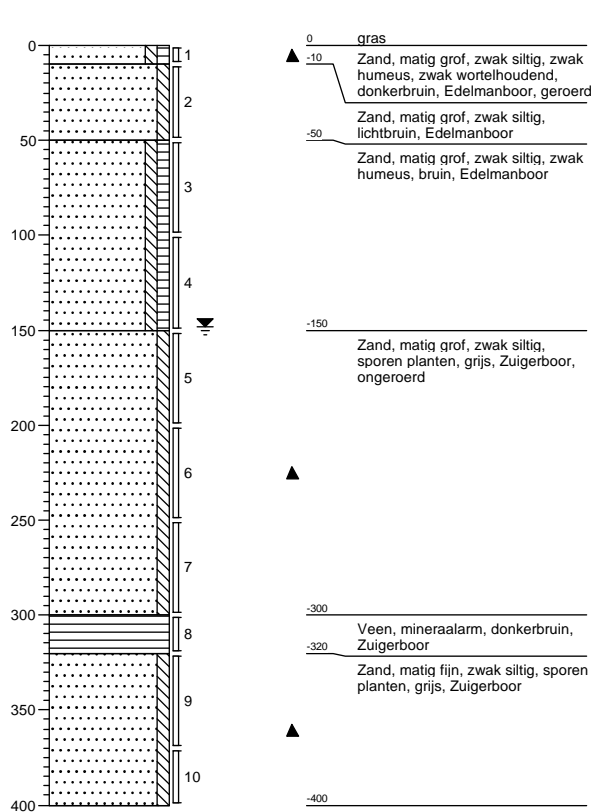 0
50
100
150
200
250
300
350
400
1
2
3
4
5
6
7
8
9
10
0
gras
-10
Zand, matig grof, zwak siltig, zwak
humeus, zwak wortelhoudend,
donkerbruin, Edelmanboor, geroerd
Zand, matig grof, zwak siltig,
lichtbruin, Edelmanboor
-50
Zand, matig grof, zwak siltig, zwak
humeus, bruin, Edelmanboor
-150
Zand, matig grof, zwak siltig,
sporen planten, grijs, Zuigerboor,
ongeroerd
-300
Veen, mineraalarm, donkerbruin,
Zuigerboor
-320
Zand, matig fijn, zwak siltig, sporen
planten, grijs, Zuigerboor
-400